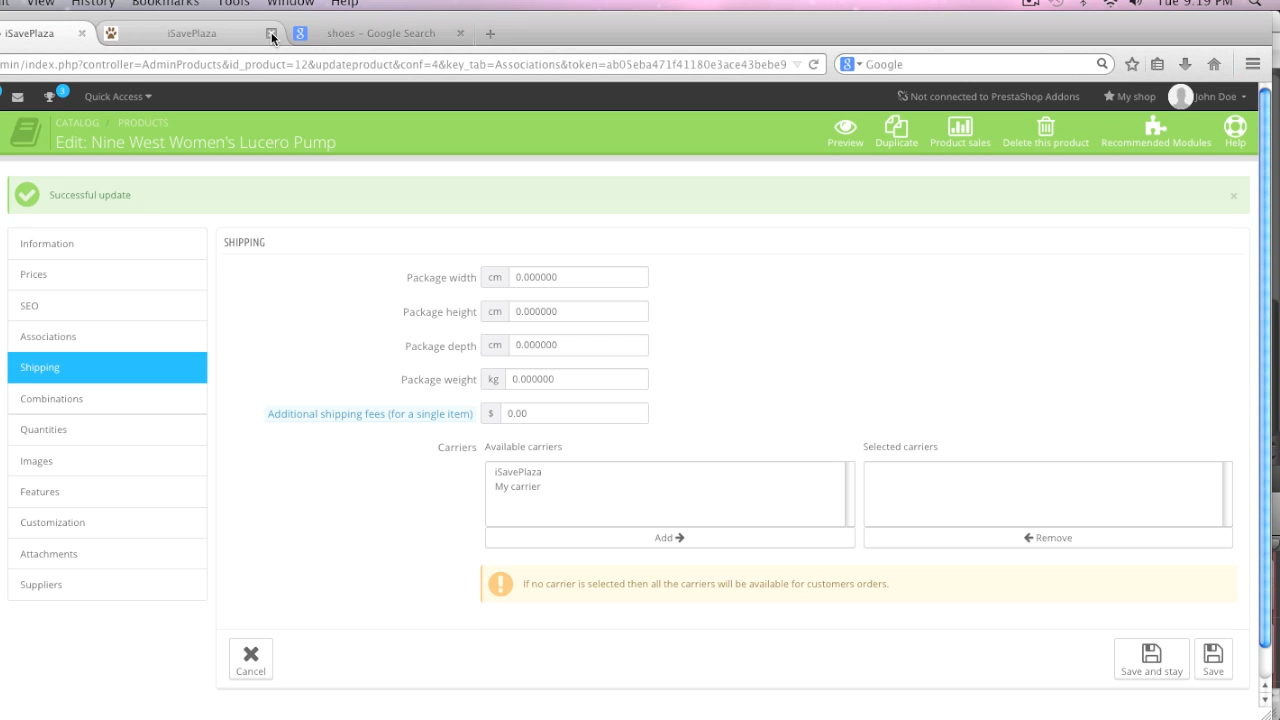 View History Bookmarks Tools Window Help Tue 9:19 PM
iSavePlaza × iSavePlaza shoes – Google Search × +
min/index.php?controller=AdminProducts&id_product=12&updateproduct&conf=4&key_tab=Associations&token=ab05eba471f41180e3ace43bebe9 Google
3 Quick Access Not connected to PrestaShop Addons My shop John Doe
CATALOG / PRODUCTS
Edit: Nine West Women's Lucero Pump
Preview Duplicate Product sales Delete this product Recommended Modules Help
Successful update ×
Information
Prices
SEO
Associations
Shipping
Combinations
Quantities
Images
Features
Customization
Attachments
Suppliers
SHIPPING
Package width cm 0.000000
Package height cm 0.000000
Package depth cm 0.000000
Package weight kg 0.000000
Additional shipping fees (for a single item) $ 0.00
Carriers Available carriers Selected carriers
iSavePlaza
My carrier
Add Remove
If no carrier is selected then all the carriers will be available for customers orders.
Cancel Save and stay Save